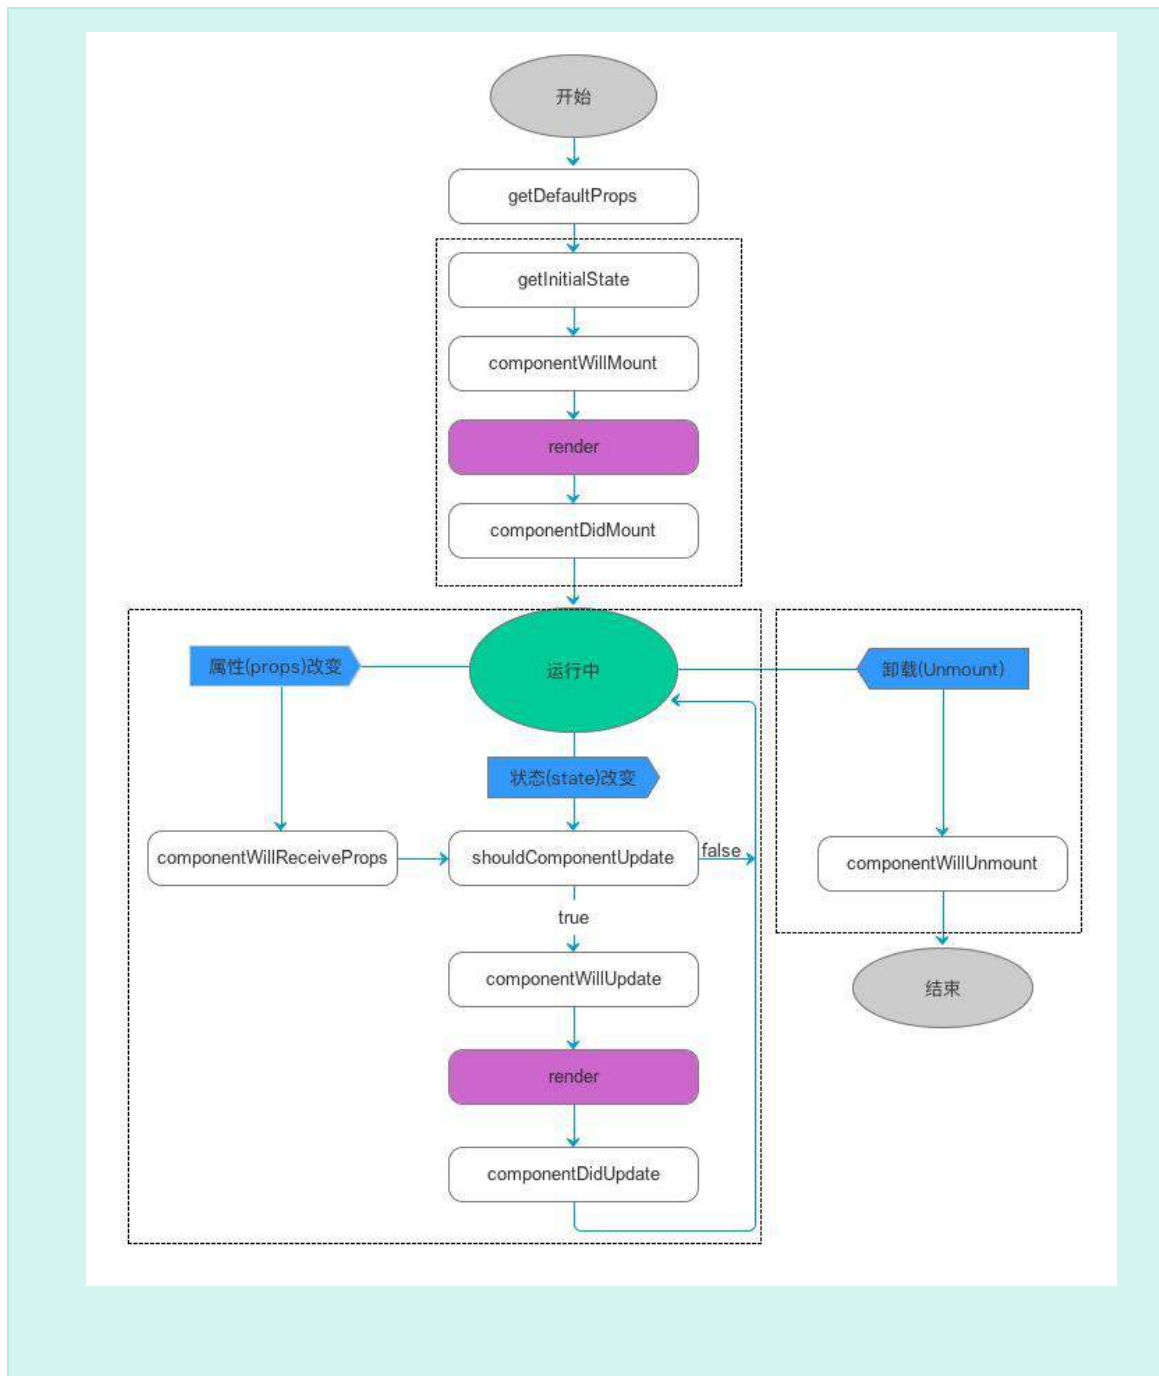 开始
getDefaultProps
getInitialState
componentWillMount
render
componentDidMount
属性(props)改变
运行中
卸载(Unmount)
状态(state)改变
componentWillReceiveProps
shouldComponentUpdate
false
componentWillUnmount
true
componentWillUpdate
结束
render
componentDidUpdate